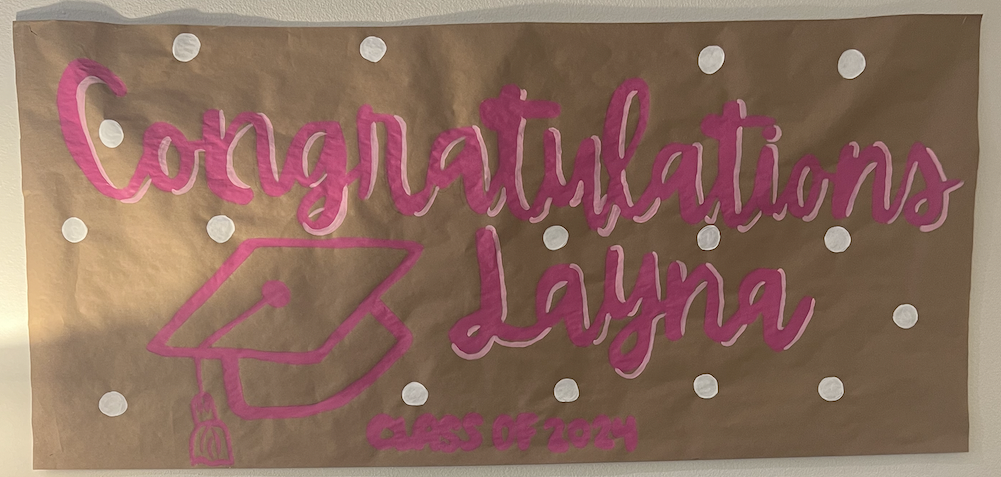 Congratulations
Layna
CLASS OF 2024